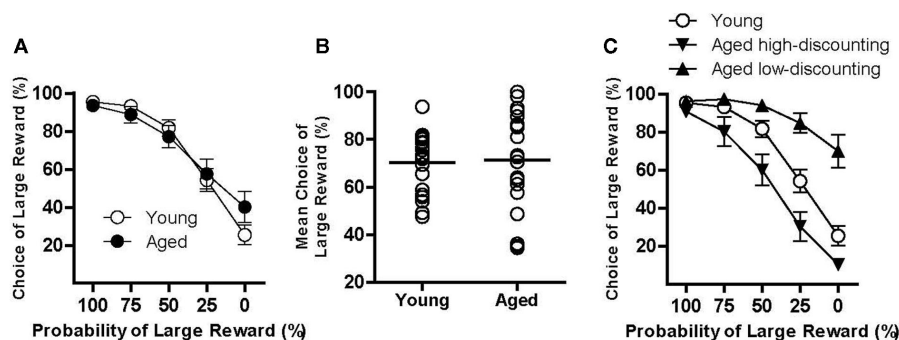 A
Choice of Large Reward (%)
100
80
60
40
20
Young
Aged
100 75 50 25 0
Probability of Large Reward (%)
B
Mean Choice of
Large Reward (%)
100
80
60
40
20
Young Aged
C
Young
Aged high-discounting
Aged low-discounting
Choice of Large Reward (%)
100
80
60
40
20
100 75 50 25 0
Probability of Large Reward (%)